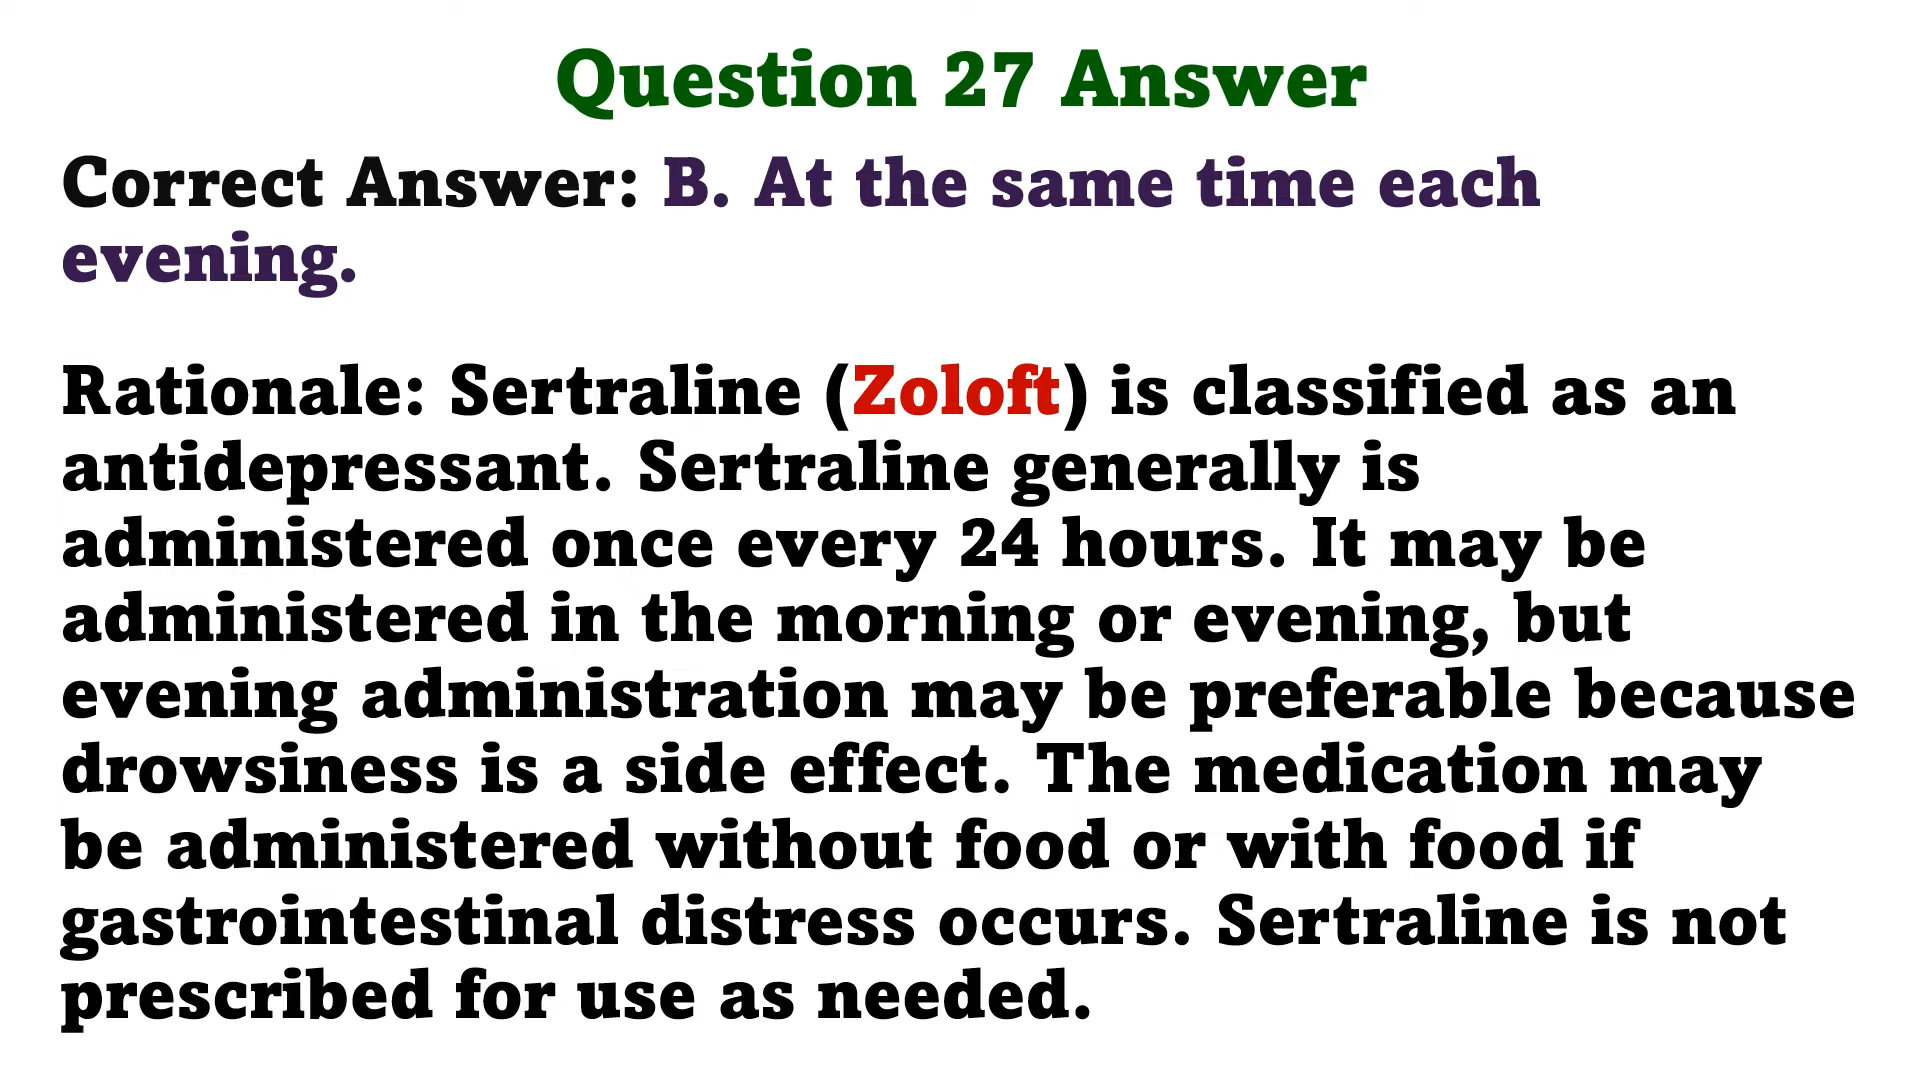 Question 27 Answer
Correct Answer: B. At the same time each
evening.
Rationale: Sertraline (Zoloft) is classified as an
antidepressant. Sertraline generally is
administered once every 24 hours. It may be
administered in the morning or evening, but
evening administration may be preferable because
drowsiness is a side effect. The medication may
be administered without food or with food if
gastrointestinal distress occurs. Sertraline is not
prescribed for use as needed.